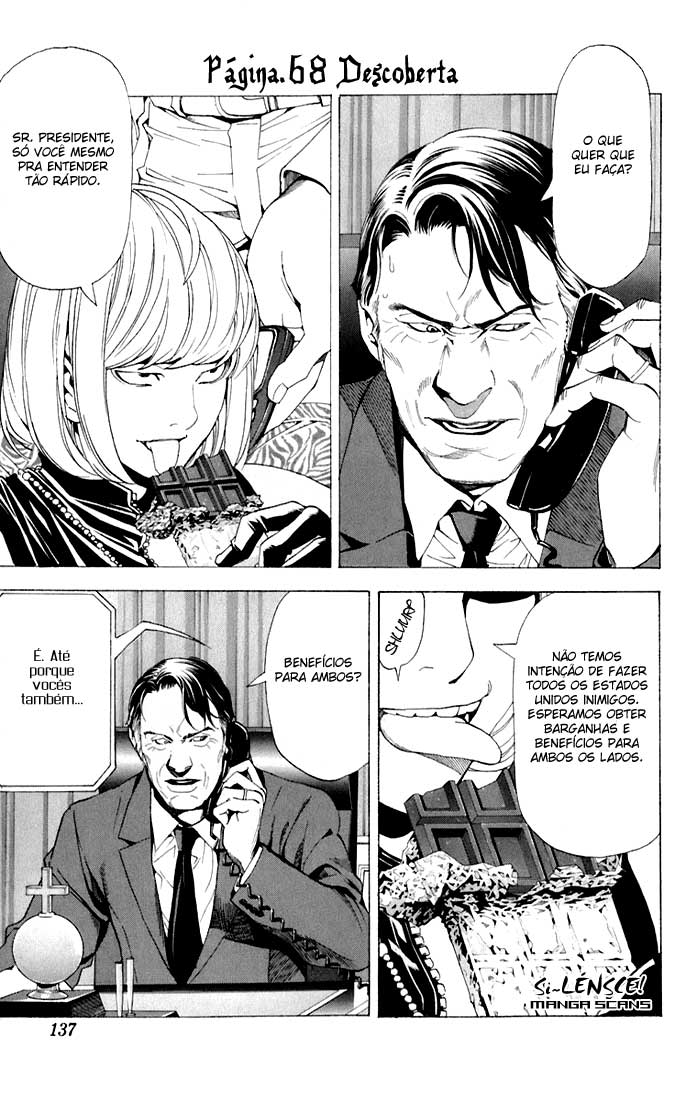 Página.68 Descoberta
O QUE
QUER QUE
EU FAÇA?
SR. PRESIDENTE,
SÓ VOCÊ MESMO
PRA ENTENDER
TÃO RÁPIDO.
SHLUURP
NÃO TEMOS
INTENÇÃO DE FAZER
TODOS OS ESTADOS
UNIDOS INIMIGOS.
ESPERAMOS OBTER
BARGANHAS E
BENEFÍCIOS PARA
AMBOS OS LADOS.
BENEFÍCIOS
PARA AMBOS?
É. Até
porque
vocês
também...
Si~LENSCE!
MANGA SCANS
137